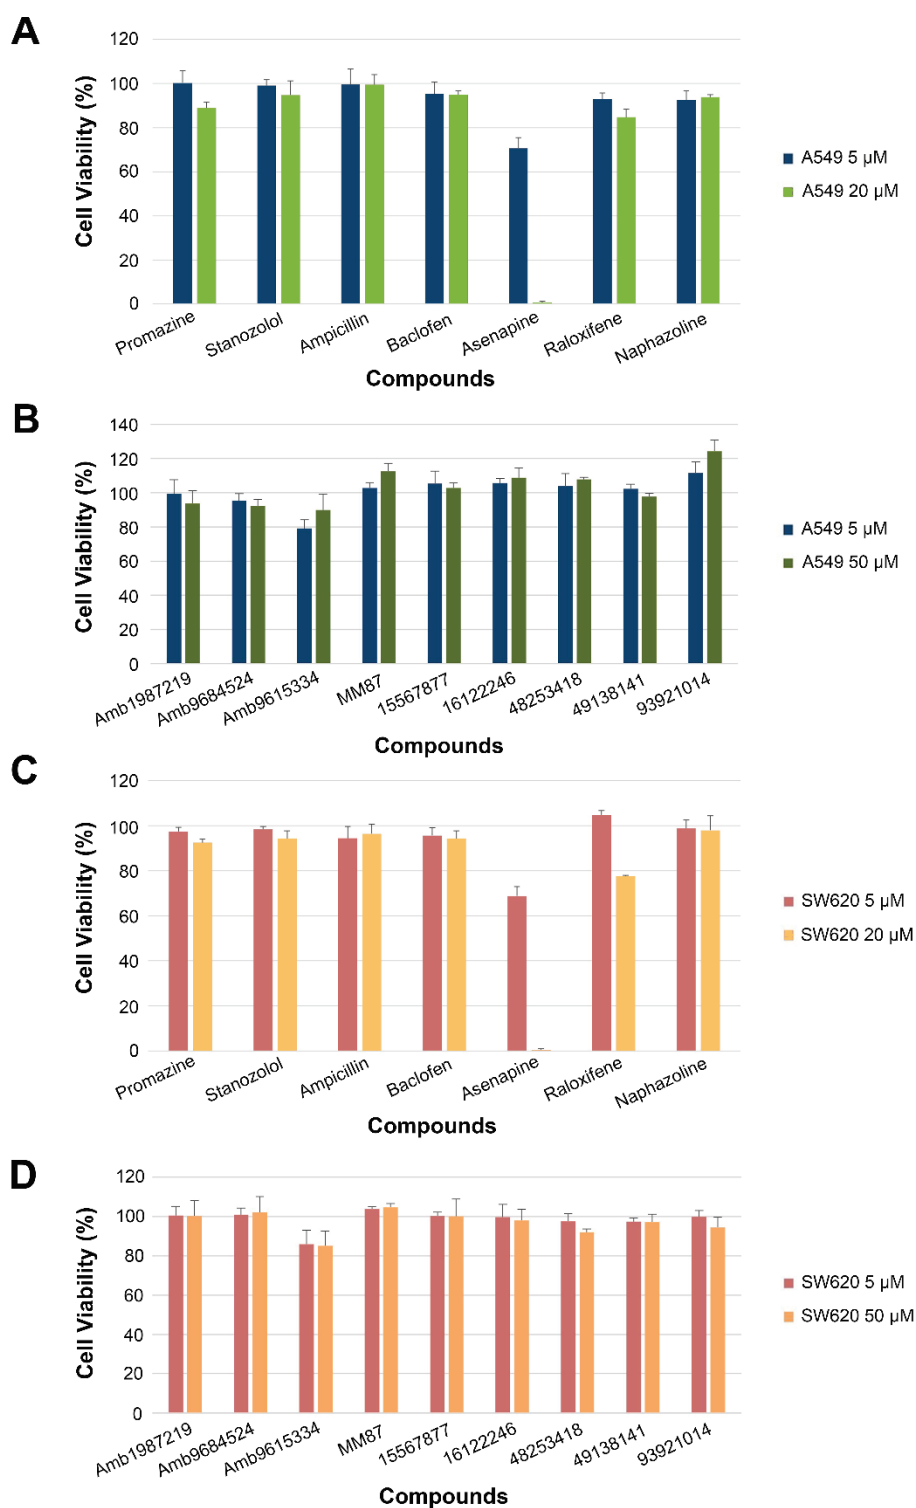 A
Cell Viability (%)
120
100
80
60
40
20
0
Promazine
Stanozolol
Ampicillin
Baclofen
Asenapine
Raloxifene
Naphazoline
Compounds
A549 5 µM
A549 20 µM
B
Cell Viability (%)
140
120
100
80
60
40
20
0
Amb1987219
Amb9684524
Amb9615334
MM87
15567877
16122246
48253418
49138141
93921014
Compounds
A549 5 µM
A549 50 µM
C
Cell Viability (%)
120
100
80
60
40
20
0
Promazine
Stanozolol
Ampicillin
Baclofen
Asenapine
Raloxifene
Naphazoline
Compounds
SW620 5 µM
SW620 20 µM
D
Cell Viability (%)
120
100
80
60
40
20
0
Amb1987219
Amb9684524
Amb9615334
MM87
15567877
16122246
48253418
49138141
93921014
Compounds
SW620 5 µM
SW620 50 µM